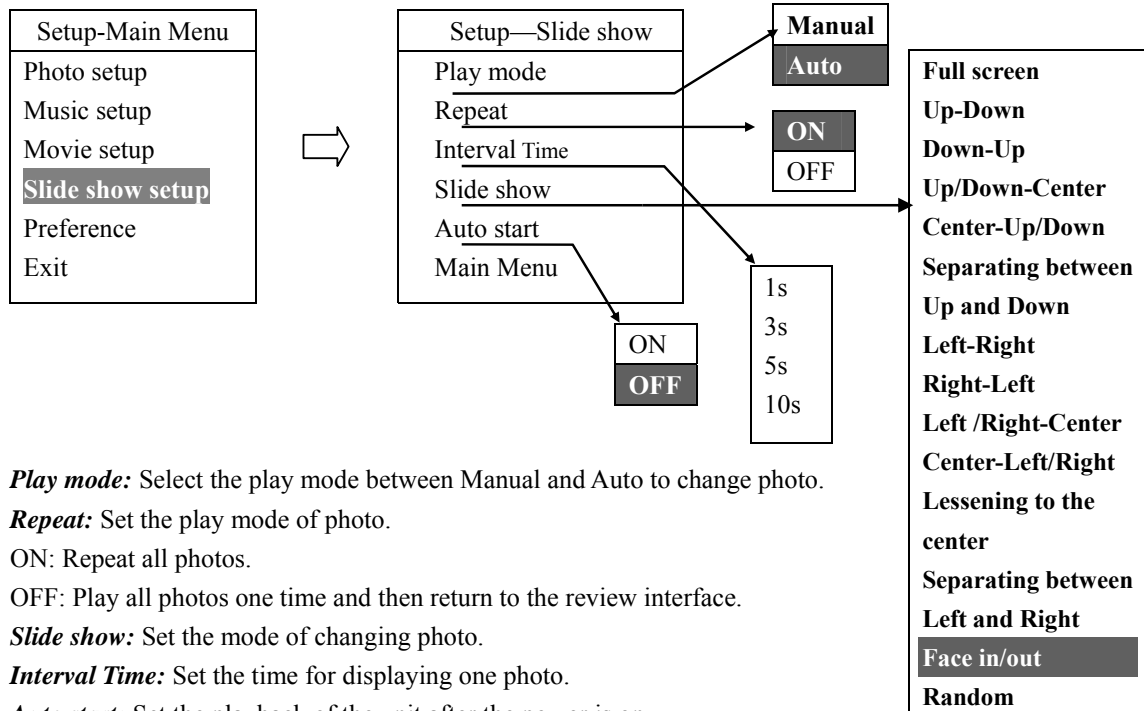 Setup-Main Menu
Photo setup
Music setup
Movie setup
Slide show setup
Preference
Exit
Setup—Slide show
Play mode
Repeat
Interval Time
Slide show
Auto start
Main Menu
Manual
Auto
ON
OFF
1s
3s
5s
10s
ON
OFF
Full screen
Up-Down
Down-Up
Up/Down-Center
Center-Up/Down
Separating between
Up and Down
Left-Right
Right-Left
Left /Right-Center
Center-Left/Right
Lessening to the
center
Separating between
Left and Right
Face in/out
Random
Play mode: Select the play mode between Manual and Auto to change photo.
Repeat: Set the play mode of photo.
ON: Repeat all photos.
OFF: Play all photos one time and then return to the review interface.
Slide show: Set the mode of changing photo.
Interval Time: Set the time for displaying one photo.